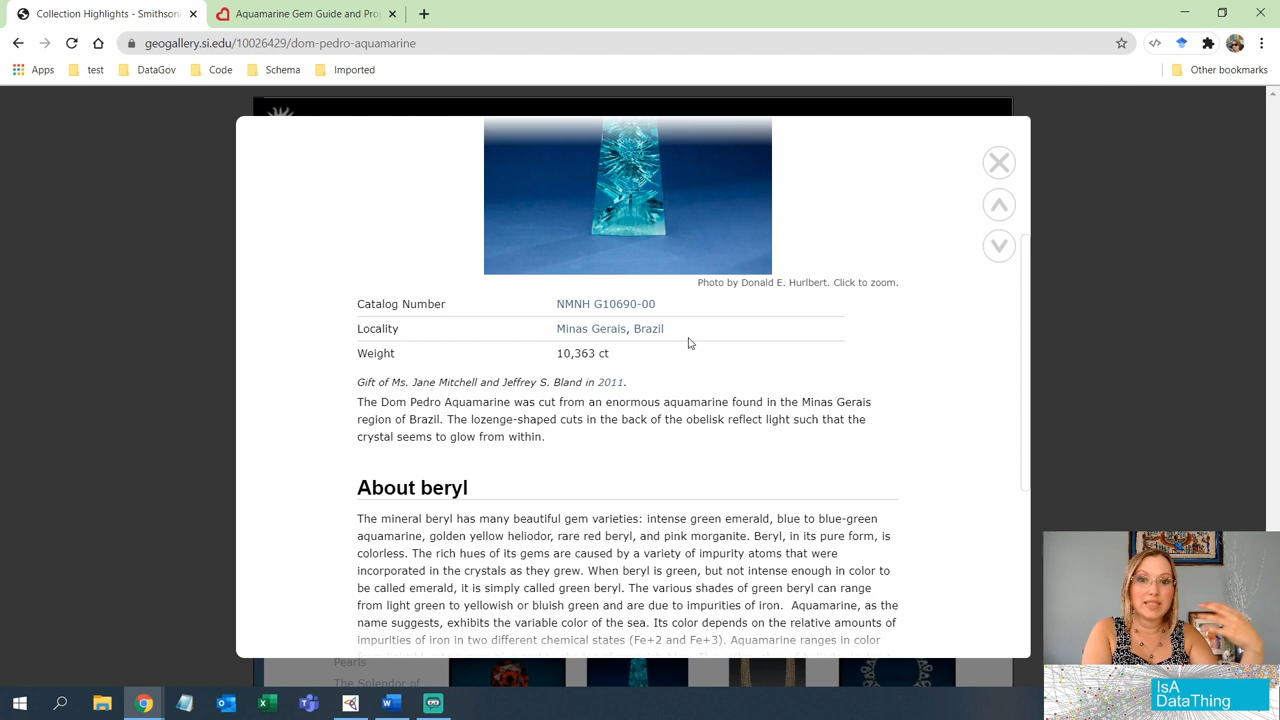 Collection Highlights - Smithsoni
Aquamarine Gem Guide and Prop
geogallery.si.edu/10026429/dom-pedro-aquamarine
Apps
test
DataGov
Code
Schema
Imported
Other bookmarks
Photo by Donald E. Hurlbert. Click to zoom.
Catalog Number NMNH G10690-00
Locality Minas Gerais, Brazil
Weight 10,363 ct
Gift of Ms. Jane Mitchell and Jeffrey S. Bland in 2011.
The Dom Pedro Aquamarine was cut from an enormous aquamarine found in the Minas Gerais
region of Brazil. The lozenge-shaped cuts in the back of the obelisk reflect light such that the
crystal seems to glow from within.
About beryl
The mineral beryl has many beautiful gem varieties: intense green emerald, blue to blue-green
aquamarine, golden yellow heliodor, rare red beryl, and pink morganite. Beryl, in its pure form, is
colorless. The rich hues of its gems are caused by a variety of impurity atoms that were
incorporated in the crystals as they grew. When beryl is green, but not intense enough in color to
be called emerald, it is simply called green beryl. The various shades of green beryl can range
from light green to yellowish or bluish green and are due to impurities of iron.  Aquamarine, as the
name suggests, exhibits the variable color of the sea. Its color depends on the relative amounts of
impurities of iron in two different chemical states (Fe+2 and Fe+3). Aquamarine ranges in color
Pearls
The Splendor of
IsA
DataThing